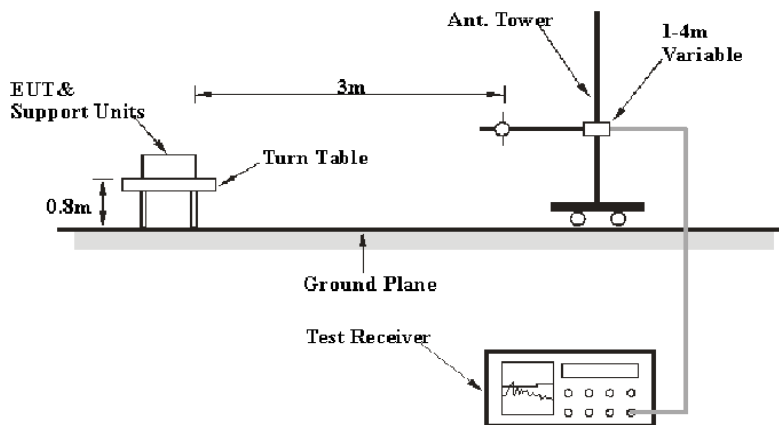 Ant. Tower
1-4m
Variable
EUT&
Support Units
3m
Turn Table
0.8m
Ground Plane
Test Receiver